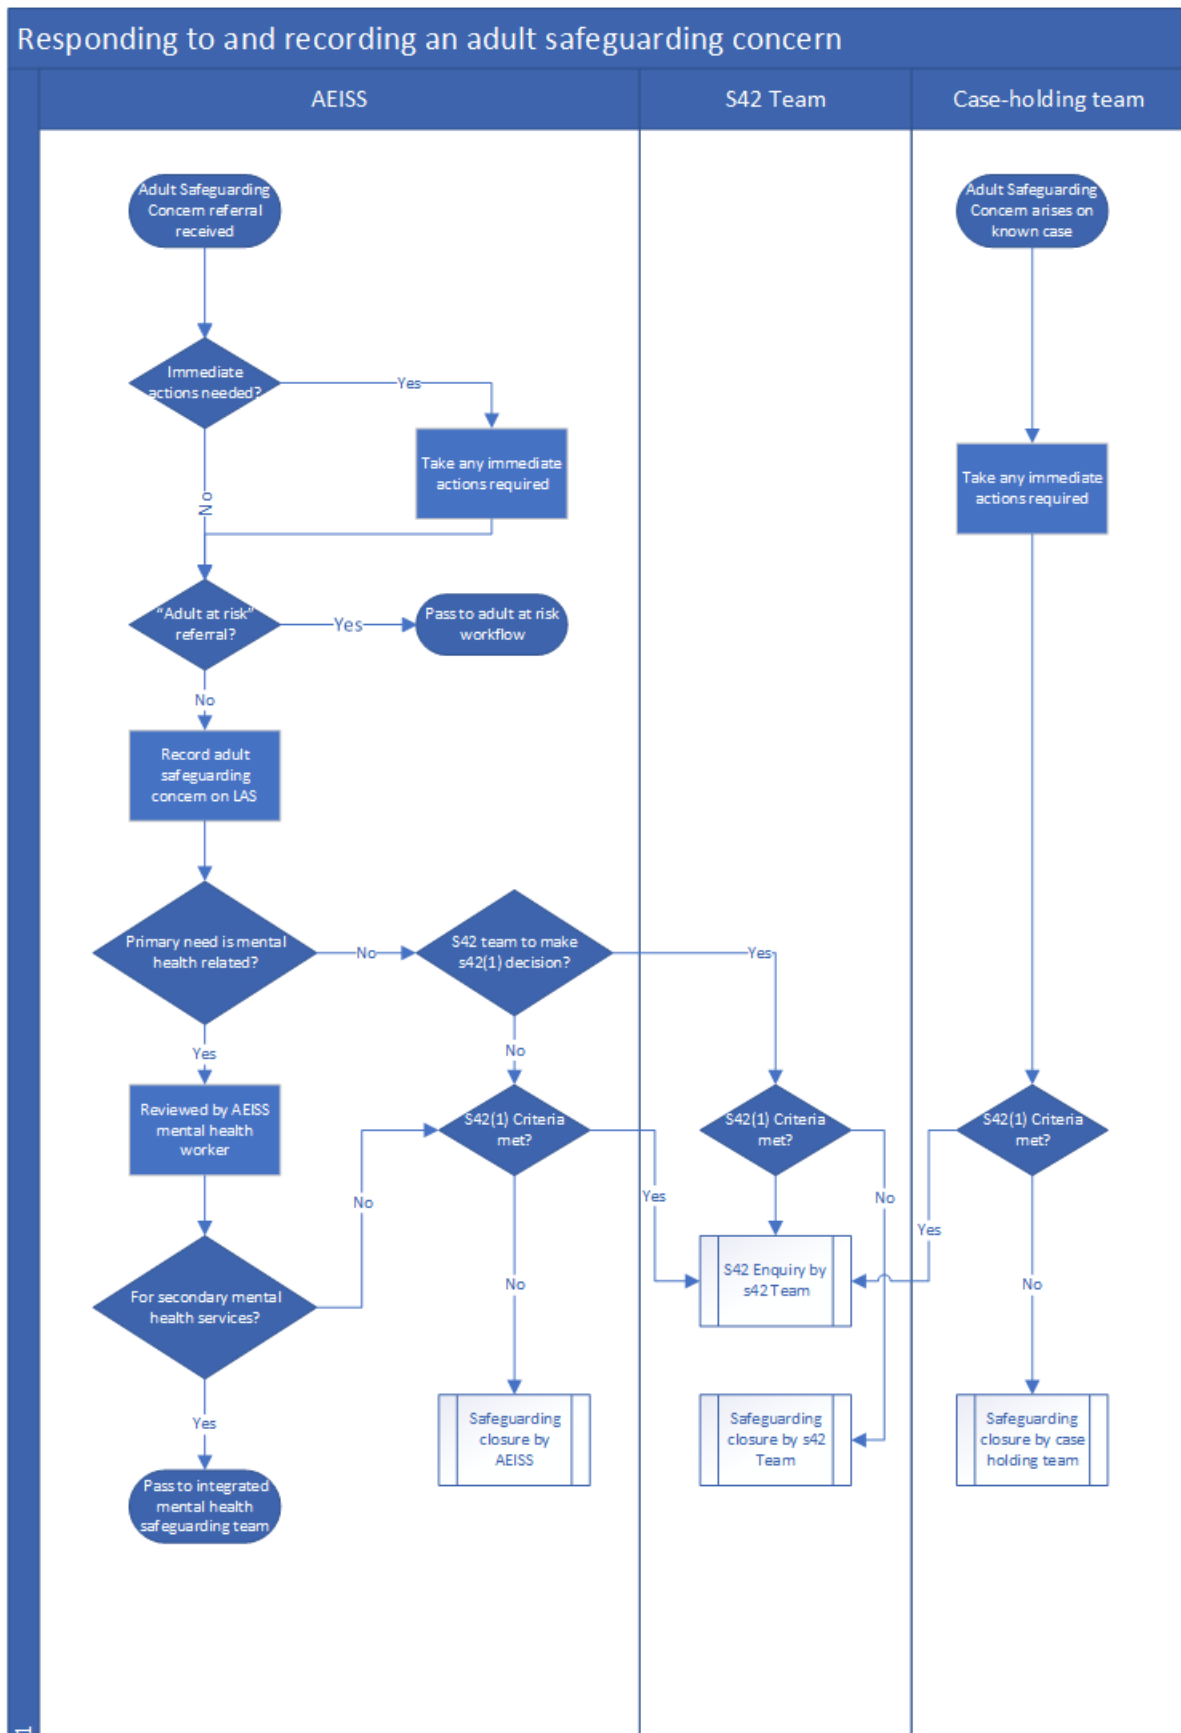 Responding to and recording an adult safeguarding concern
AEISS
S42 Team
Case-holding team
Adult Safeguarding
Concern referral
received
Adult Safeguarding
Concern arises on
known case
Immediate
actions needed?
Yes
No
Take any immediate
actions required
Take any immediate
actions required
"Adult at risk"
referral?
Yes
Pass to adult at risk
workflow
No
Record adult
safeguarding
concern on LAS
Primary need is mental
health related?
No
S42 team to make
s42(1) decision?
Yes
Yes
No
Reviewed by AEISS
mental health
worker
S42(1) Criteria
met?
S42(1) Criteria
met?
S42(1) Criteria
met?
No
Yes
No
Yes
For secondary mental
health services?
No
S42 Enquiry by
s42 Team
No
Yes
Safeguarding
closure by
AEISS
Safeguarding
closure by s42
Team
Safeguarding
closure by case
holding team
Pass to integrated
mental health
safeguarding team
1